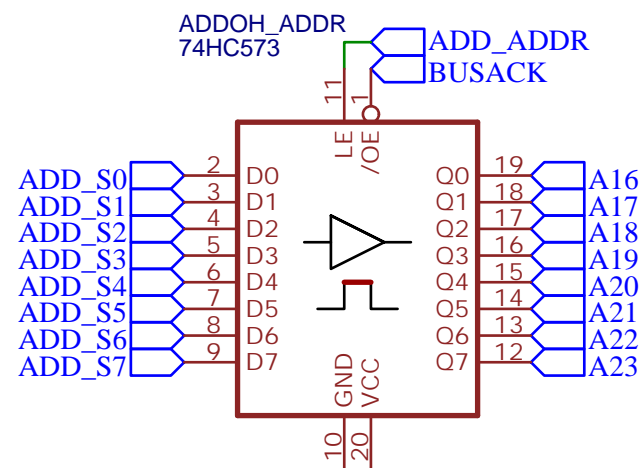 ADDOH_ADDR
74HC573
ADD_ADDR
BUSACK
11 1
LE /OE
ADD_S0 2 D0 Q0 19 A16
ADD_S1 3 D1 Q1 18 A17
ADD_S2 4 D2 Q2 17 A18
ADD_S3 5 D3 Q3 16 A19
ADD_S4 6 D4 Q4 15 A20
ADD_S5 7 D5 Q5 14 A21
ADD_S6 8 D6 Q6 13 A22
ADD_S7 9 D7 Q7 12 A23
GND VCC
10 20